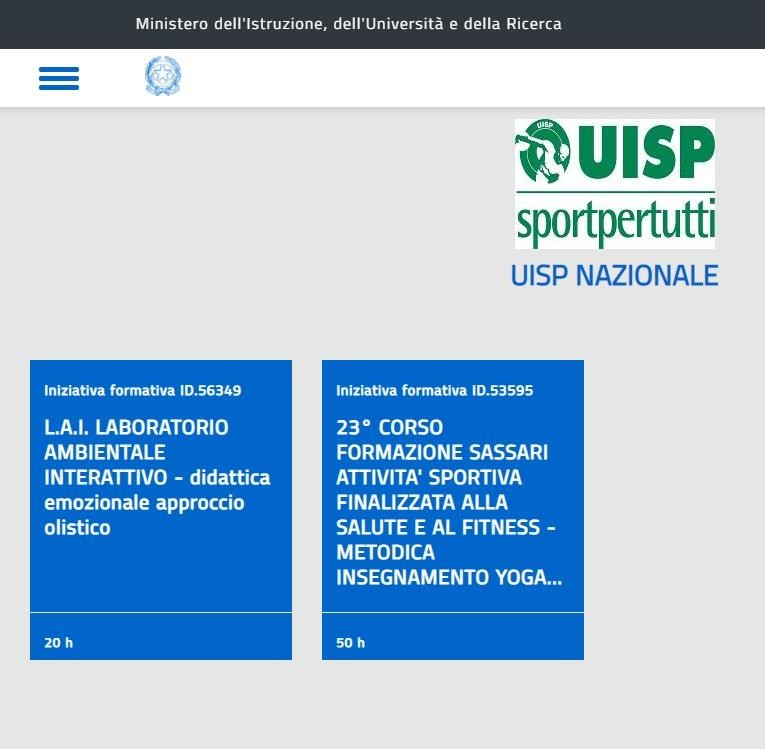 Ministero dell'Istruzione, dell'Università e della Ricerca
UISP
UISP
sportpertutti
UISP NAZIONALE
Iniziativa formativa ID.56349
L.A.I. LABORATORIO
AMBIENTALE
INTERATTIVO - didattica
emozionale approccio
olistico
20 h
Iniziativa formativa ID.53595
23° CORSO
FORMAZIONE SASSARI
ATTIVITA' SPORTIVA
FINALIZZATA ALLA
SALUTE E AL FITNESS -
METODICA
INSEGNAMENTO YOGA...
50 h